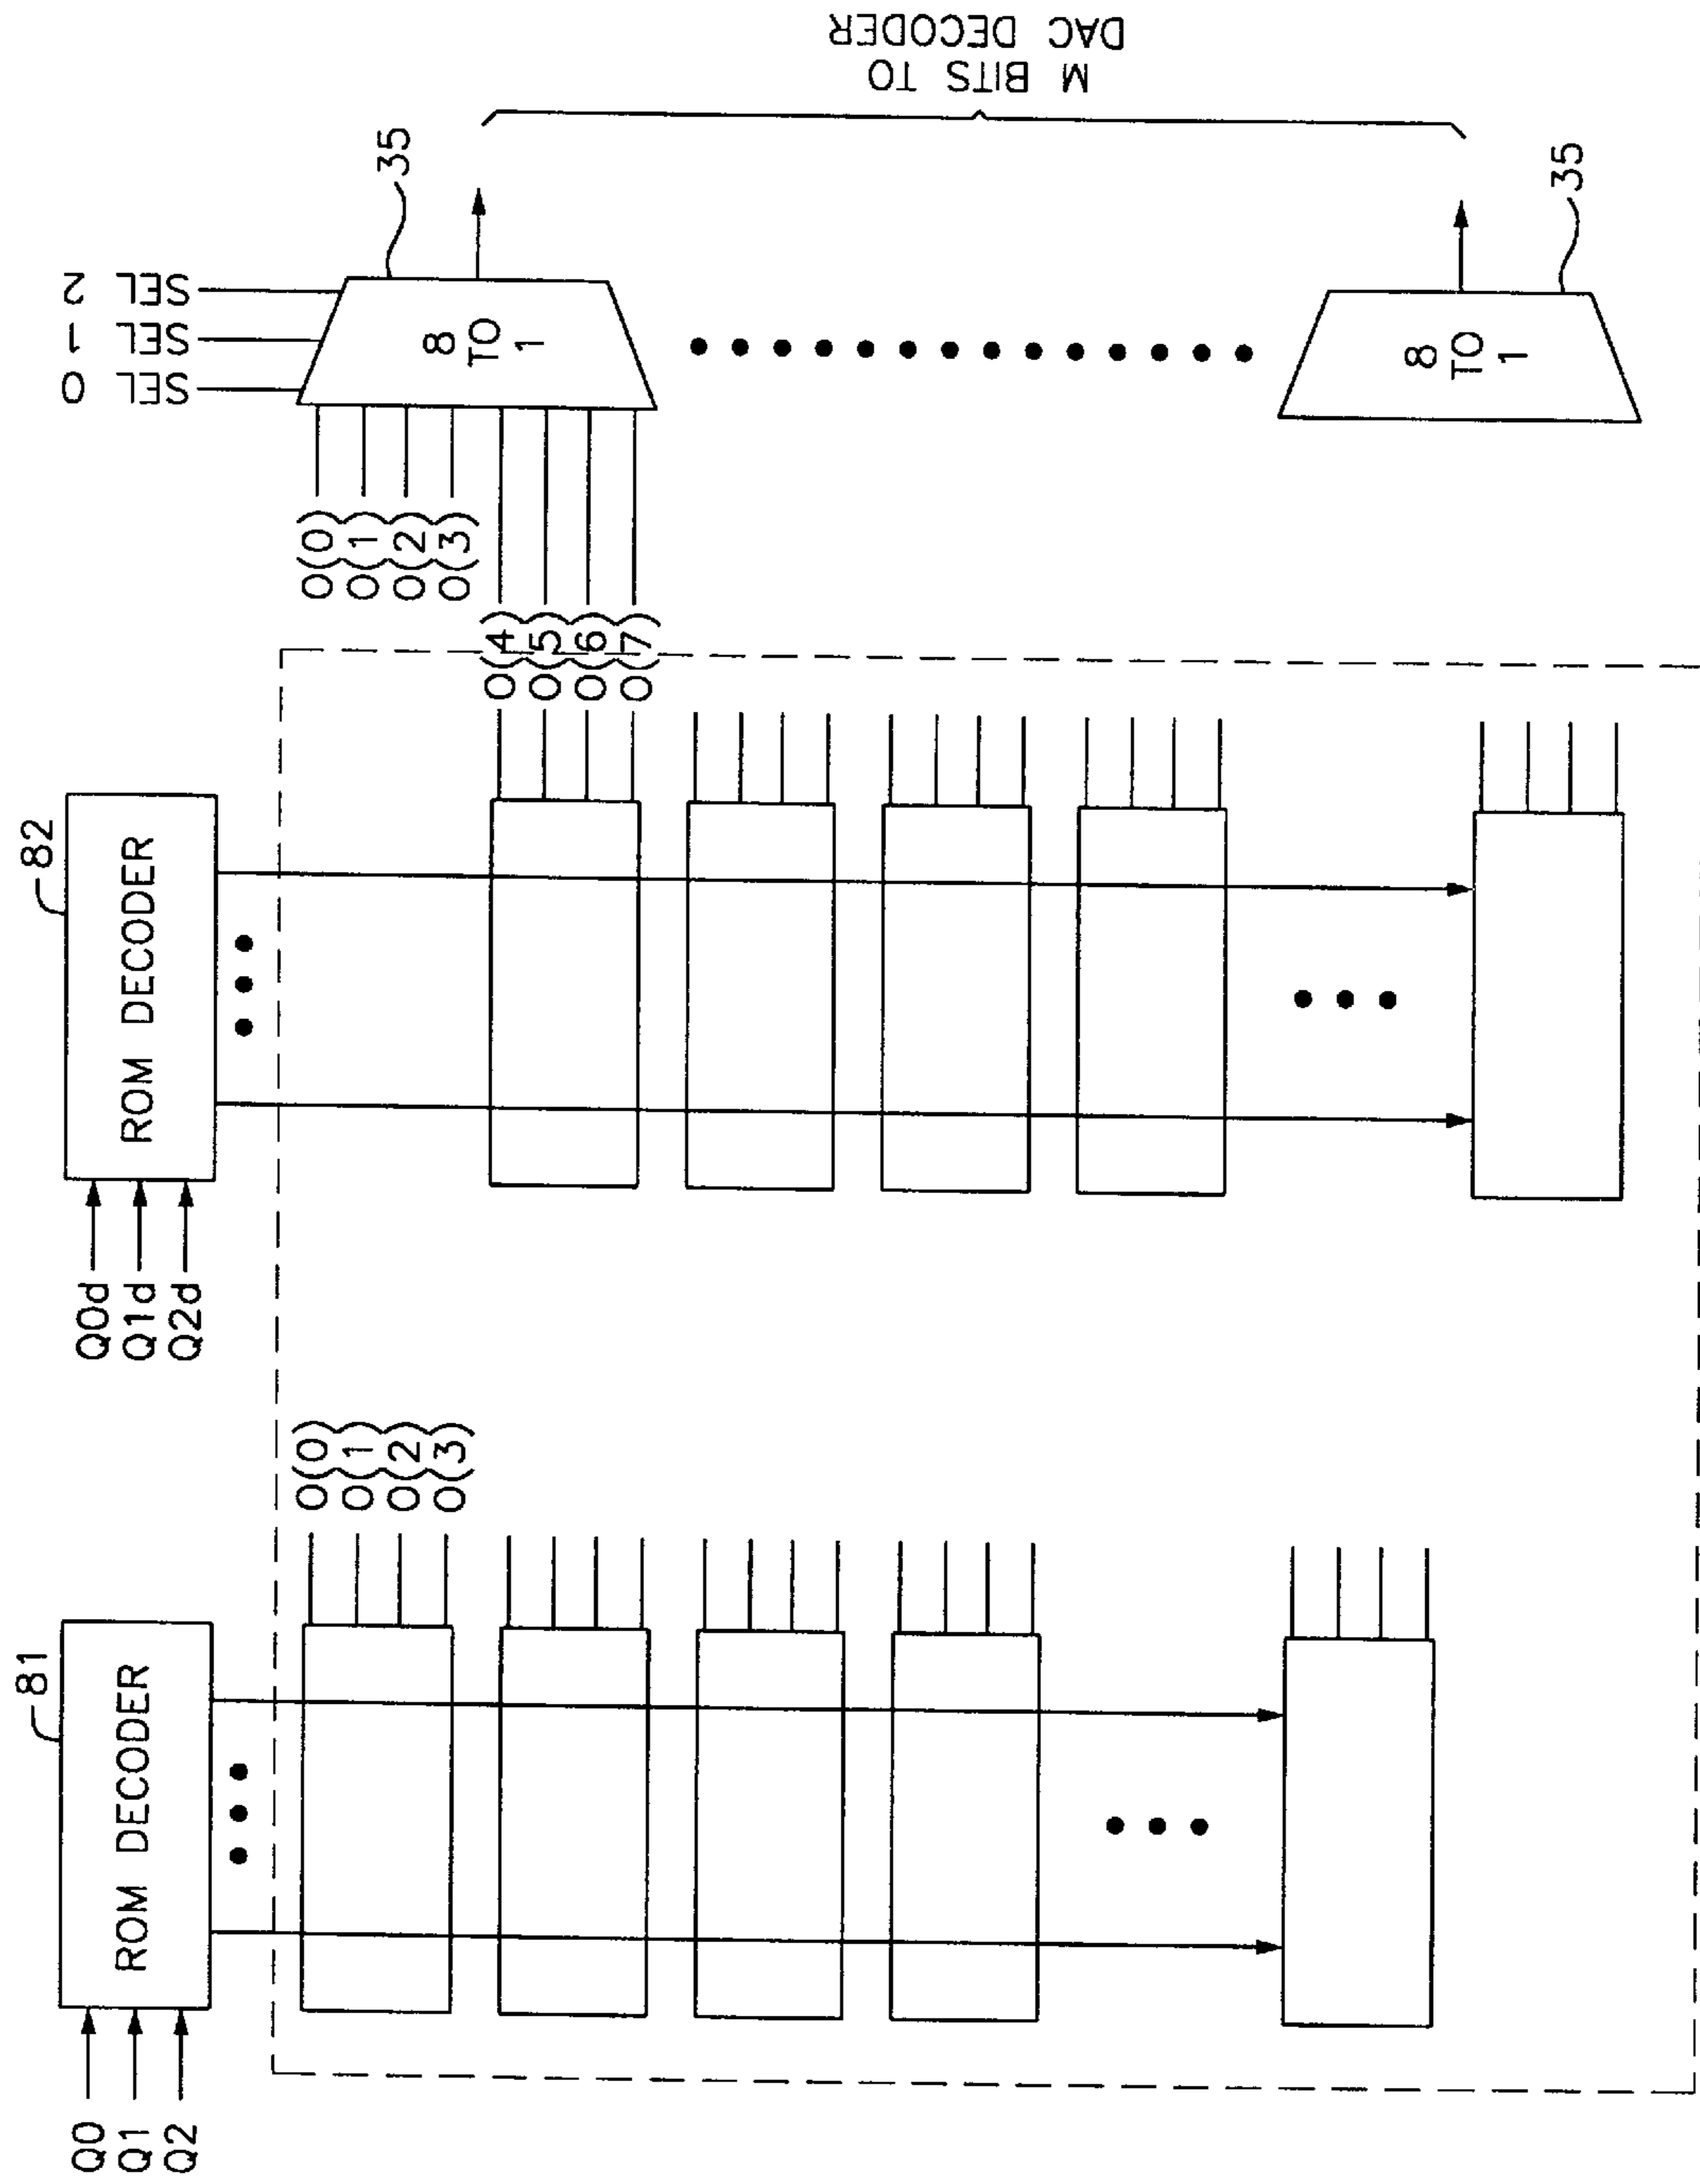 Q0
Q1
Q2
ROM DECODER
81
O(0)
O(1)
O(2)
O(3)
Q0d
Q1d
Q2d
ROM DECODER
82
O(4)
O(5)
O(6)
O(7)
O(0)
O(1)
O(2)
O(3)
SEL 0
SEL 1
SEL 2
8
TO
1
35
8
TO
1
35
M BITS TO
DAC DECODER